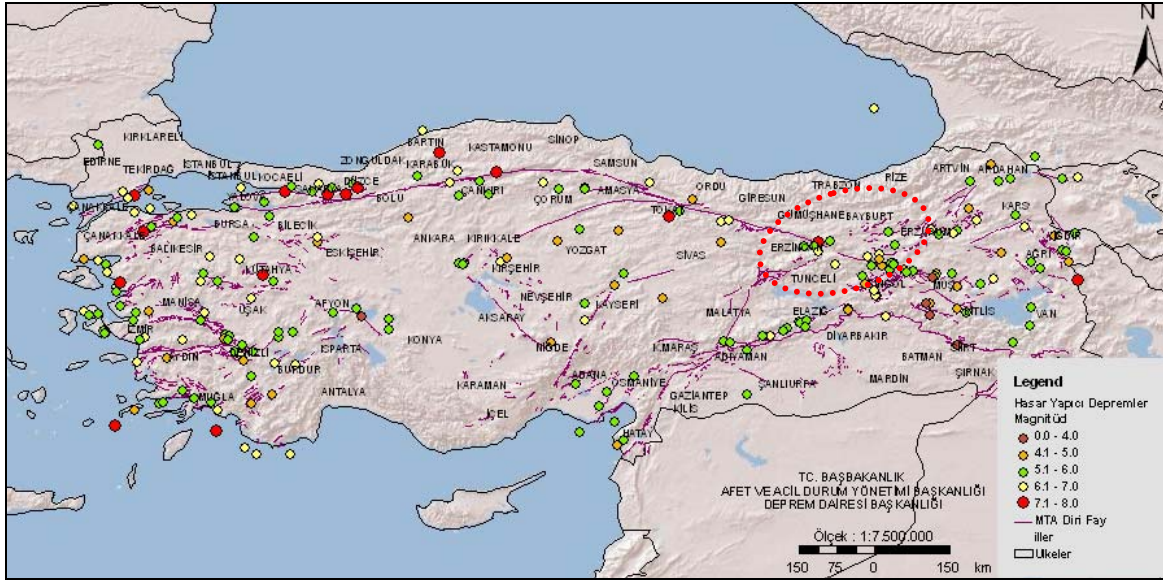 N
KIRKLARELİ
EDİRNE
TEKİRDAĞ
İSTANBUL
İSTANBUL
KOCAELİ
YALOVA
DÜZCE
ZONGULDAK
BARTIN
KARABÜK
KASTAMONU
SİNOP
SAMSUN
ORDU
GİRESUN
TRABZON
RİZE
ARTVİN
ARDAHAN
KARS
IĞDIR
AĞRI
ÇANAKKALE
ÇANAKKALE
BALIKESİR
BURSA
BİLECİK
BOLU
ÇANKIRI
ÇORUM
AMASYA
TOKAT
GÜMÜŞHANE
BAYBURT
ERZİNCAN
ERZURUM
ESKİŞEHİR
ANKARA
KIRIKKALE
YOZGAT
SİVAS
TUNCELİ
BİNGÖL
MUŞ
BİTLİS
VAN
KÜTAHYA
MANİSA
UŞAK
AFYON
KIRŞEHİR
NEVŞEHİR
KAYSERİ
MALATYA
ELAZIĞ
DİYARBAKIR
İZMİR
AYDIN
DENİZLİ
ISPARTA
BURDUR
KONYA
AKSARAY
NİĞDE
K.MARAŞ
ADIYAMAN
BATMAN
SİİRT
ŞIRNAK
MARDİN
MUĞLA
ANTALYA
KARAMAN
İÇEL
ADANA
OSMANİYE
GAZİANTEP
KİLİS
ŞANLIURFA
HATAY
T.C. BAŞBAKANLIK
AFET VE ACİL DURUM YÖNETİMİ BAŞKANLIĞI
DEPREM DAİRESİ BAŞKANLIĞI
Ölçek : 1:7.500.000
150 75 0 150 km
Legend
Hasar Yapıcı Depremler
Magnitüd
0.0 - 4.0
4.1 - 5.0
5.1 - 6.0
6.1 - 7.0
7.1 - 8.0
MTA Diri Fay
iller
Ulkeler